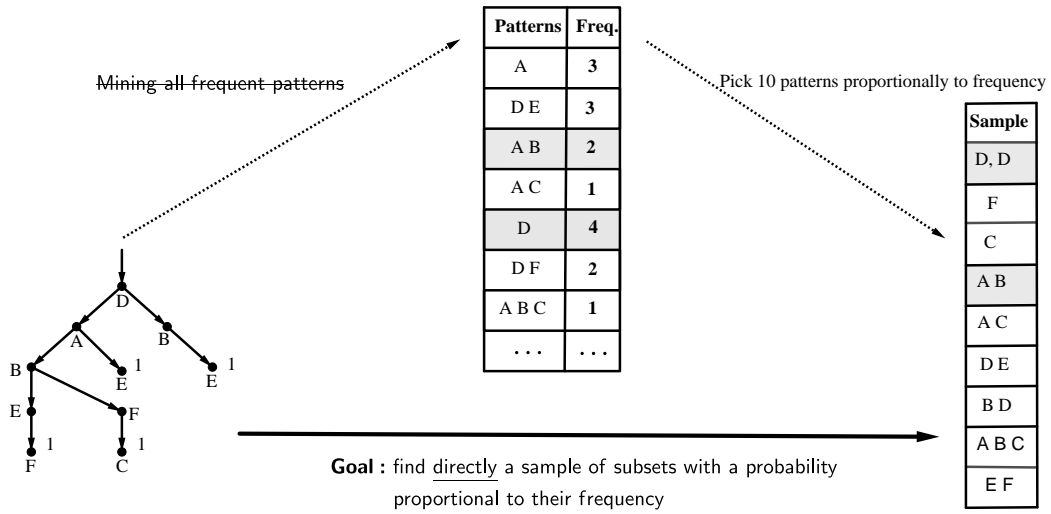 Patterns Freq.
A 3
D E 3
A B 2
A C 1
D 4
D F 2
A B C 1
. . . . . .
Mining all frequent patterns
Pick 10 patterns proportionally to frequency
Sample
D, D
F
C
A B
A C
D E
B D
A B C
E F
D
A B
B E 1 E 1
E F
F 1 C 1
Goal : find directly a sample of subsets with a probability
proportional to their frequency